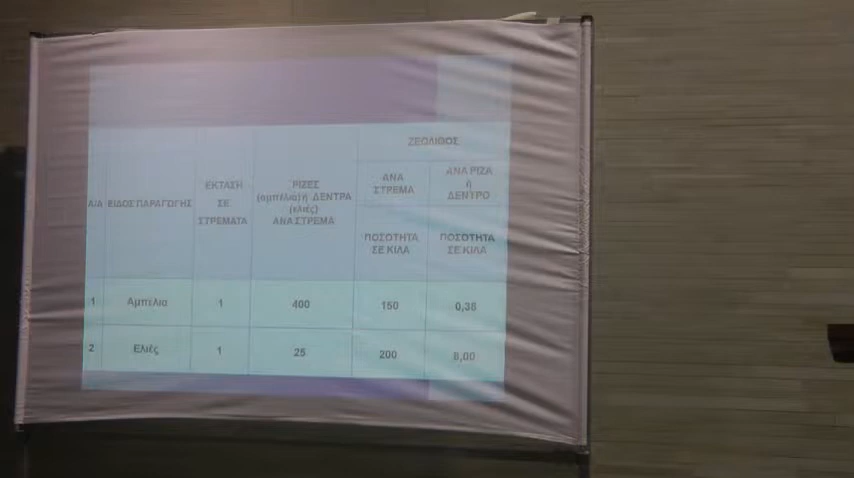 ΖΕΟΛΙΘΟΣ
Α/Α
ΕΙΔΟΣ ΠΑΡΑΓΩΓΗΣ
ΕΚΤΑΣΗ
ΣΕ
ΣΤΡΕΜΑΤΑ
ΡΙΖΕΣ
(αμπέλια) ή ΔΕΝΤΡΑ
(ελιές)
ΑΝΑ ΣΤΡΕΜΑ
ΑΝΑ
ΣΤΡΕΜΑ
ΑΝΑ ΡΙΖΑ
ή
ΔΕΝΤΡΟ
ΠΟΣΟΤΗΤΑ
ΣΕ ΚΙΛΑ
ΠΟΣΟΤΗΤΑ
ΣΕ ΚΙΛΑ
1 Αμπέλια 1 400 150 0,38
2 Ελιές 1 25 200 8,00